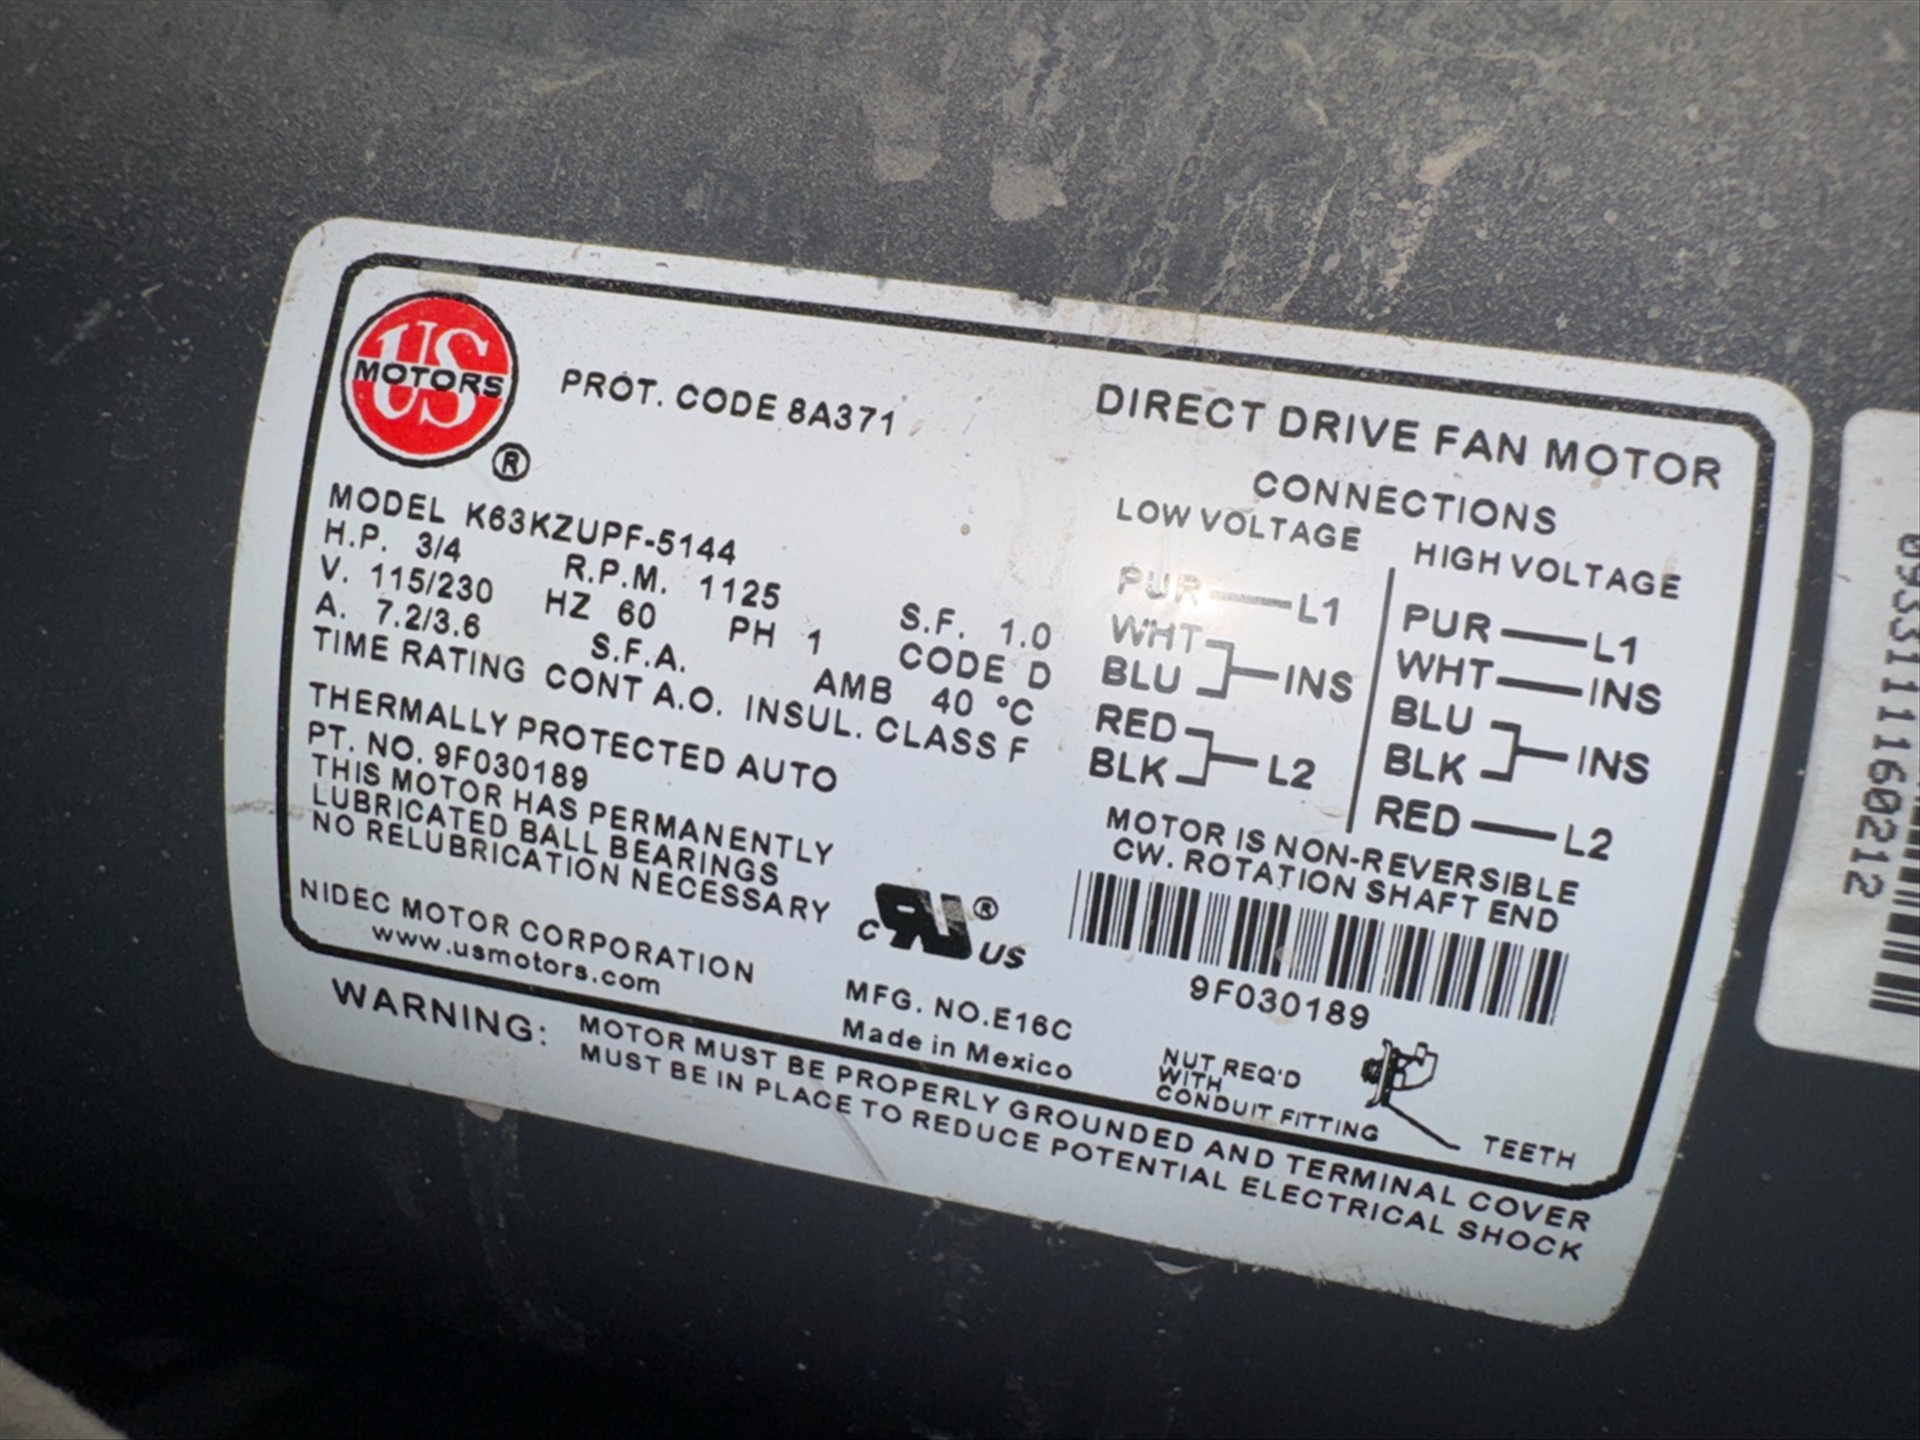 US
MOTORS
®
PROT. CODE 8A371
MODEL K63KZUPF-5144
H.P. 3/4 R.P.M. 1125 S.F. 1.0
V. 115/230 HZ 60 PH 1 CODE D
A. 7.2/3.6 S.F.A. AMB 40 °C
TIME RATING CONT A.O. INSUL. CLASS F
THERMALLY PROTECTED AUTO
PT. NO. 9F030189
THIS MOTOR HAS PERMANENTLY
LUBRICATED BALL BEARINGS
NO RELUBRICATION NECESSARY
NIDEC MOTOR CORPORATION
www.usmotors.com
C RU ® US
MFG. NO.E16C
Made in Mexico
DIRECT DRIVE FAN MOTOR
CONNECTIONS
LOW VOLTAGE
PUR L1
WHT
BLU INS
RED
BLK L2
HIGH VOLTAGE
PUR L1
WHT INS
BLU
BLK INS
RED L2
MOTOR IS NON-REVERSIBLE
CW. ROTATION SHAFT END
9F030189
NUT REQ'D
WITH
CONDUIT FITTING
TEETH
WARNING: MOTOR MUST BE PROPERLY GROUNDED AND TERMINAL COVER
MUST BE IN PLACE TO REDUCE POTENTIAL ELECTRICAL SHOCK